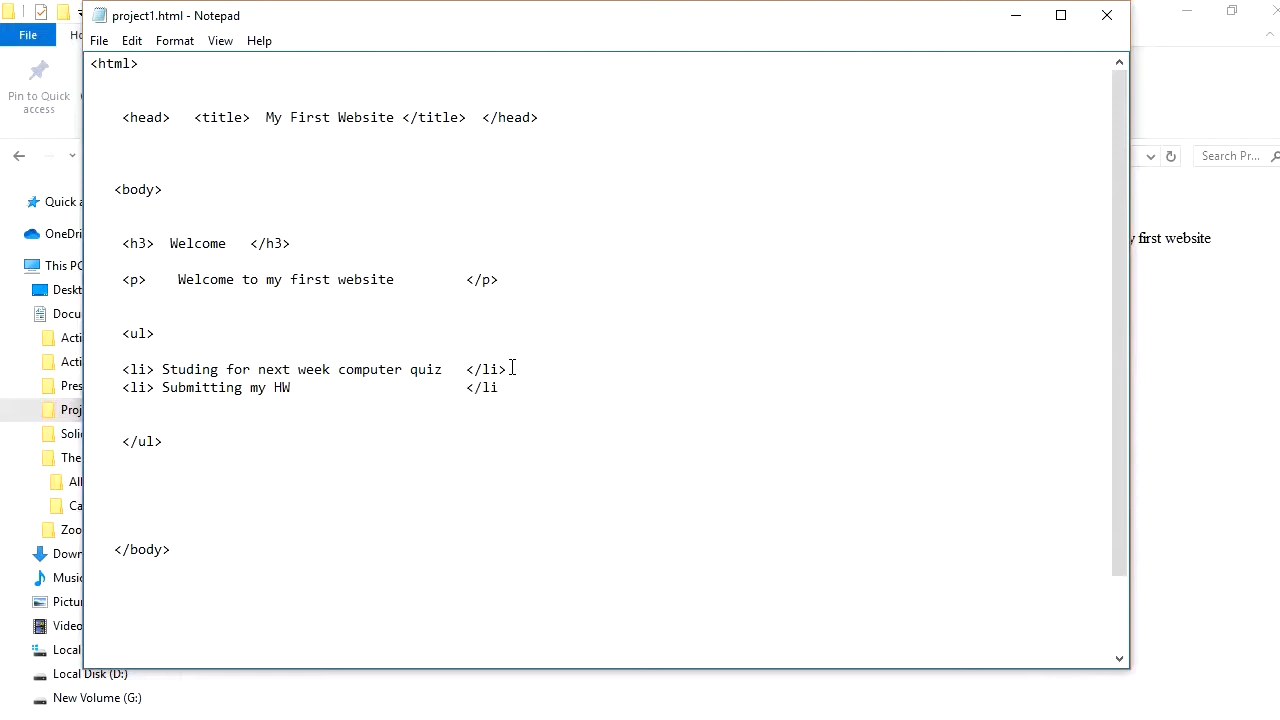 project1.html - Notepad
File Edit Format View Help
File
Pin to Quick
access
Search Pr...
<html>
<head> <title> My First Website </title> </head>
<body>
<h3> Welcome </h3>
<p> Welcome to my first website </p>
<ul>
<li> Studing for next week computer quiz </li>
<li> Submitting my HW </li
</ul>
</body>
first website
Quick a
OneDri
This PC
Deskt
Docu
Acti
Acti
Pres
Proj
Solid
The
All
Ca
Zoo
Down
Music
Pictu
Video
Local
Local Disk (D:)
New Volume (G:)